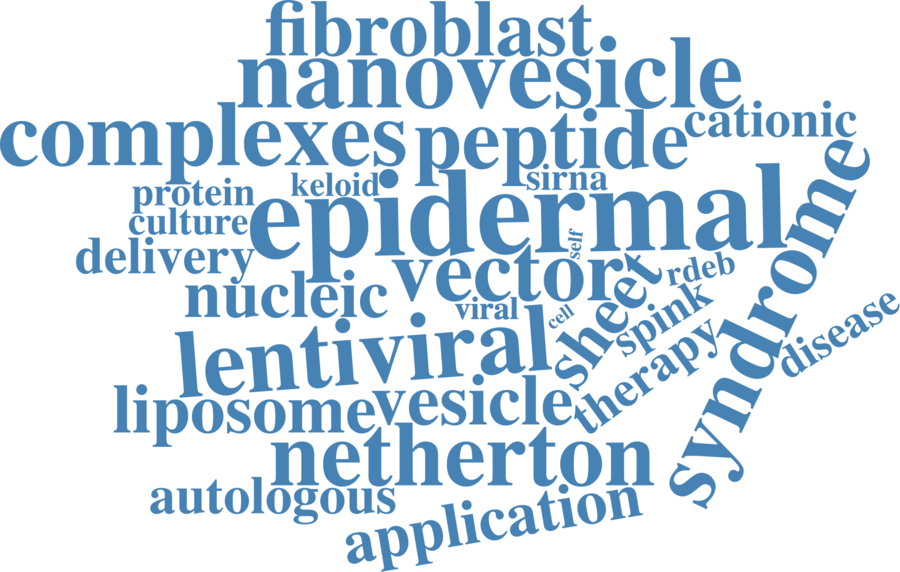 fibroblast
nanovesicle
complexes peptide cationic
protein keloid sirna
culture epidermal
delivery vector self rdeb syndrome
nucleic viral cell sheet spink
lentiviral therapy disease
liposome vesicle
netherton
autologous application